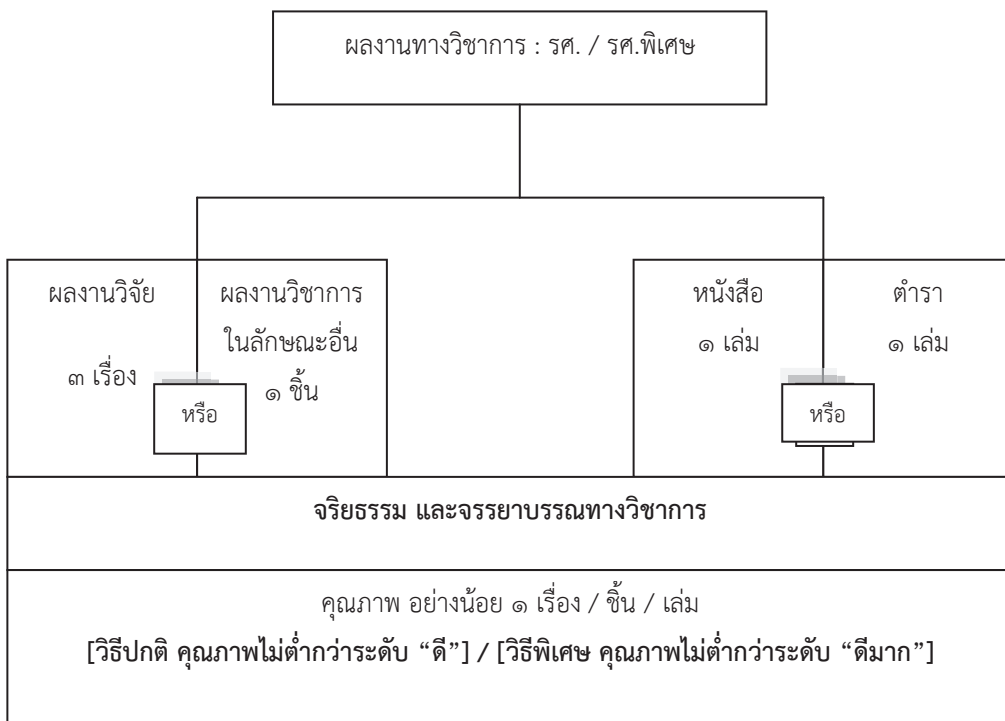 ผลงานทางวิชาการ : รศ. / รศ.พิเศษ
ผลงานวิจัย
๓ เรื่อง
หรือ
ผลงานวิชาการ
ในลักษณะอื่น
๑ ชิ้น
หนังสือ
๑ เล่ม
หรือ
ตำรา
๑ เล่ม
จริยธรรม และจรรยาบรรณทางวิชาการ
คุณภาพ อย่างน้อย ๑ เรื่อง / ชิ้น / เล่ม
[วิธีปกติ คุณภาพไม่ต่ำกว่าระดับ “ดี”] / [วิธีพิเศษ คุณภาพไม่ต่ำกว่าระดับ “ดีมาก”]